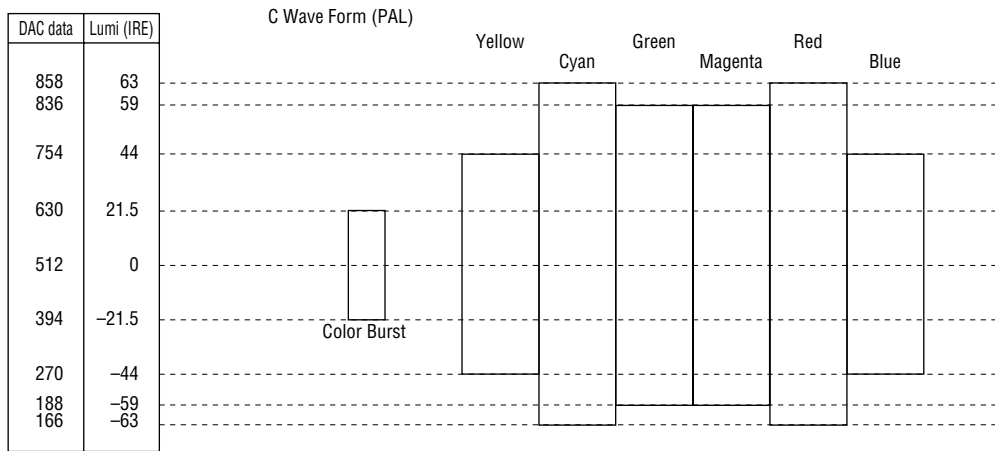 C Wave Form (PAL)
DAC data Lumi (IRE)
Yellow Green Red
Cyan Magenta Blue
858 63
836 59
754 44
630 21.5
512 0
394 –21.5
Color Burst
270 –44
188 –59
166 –63